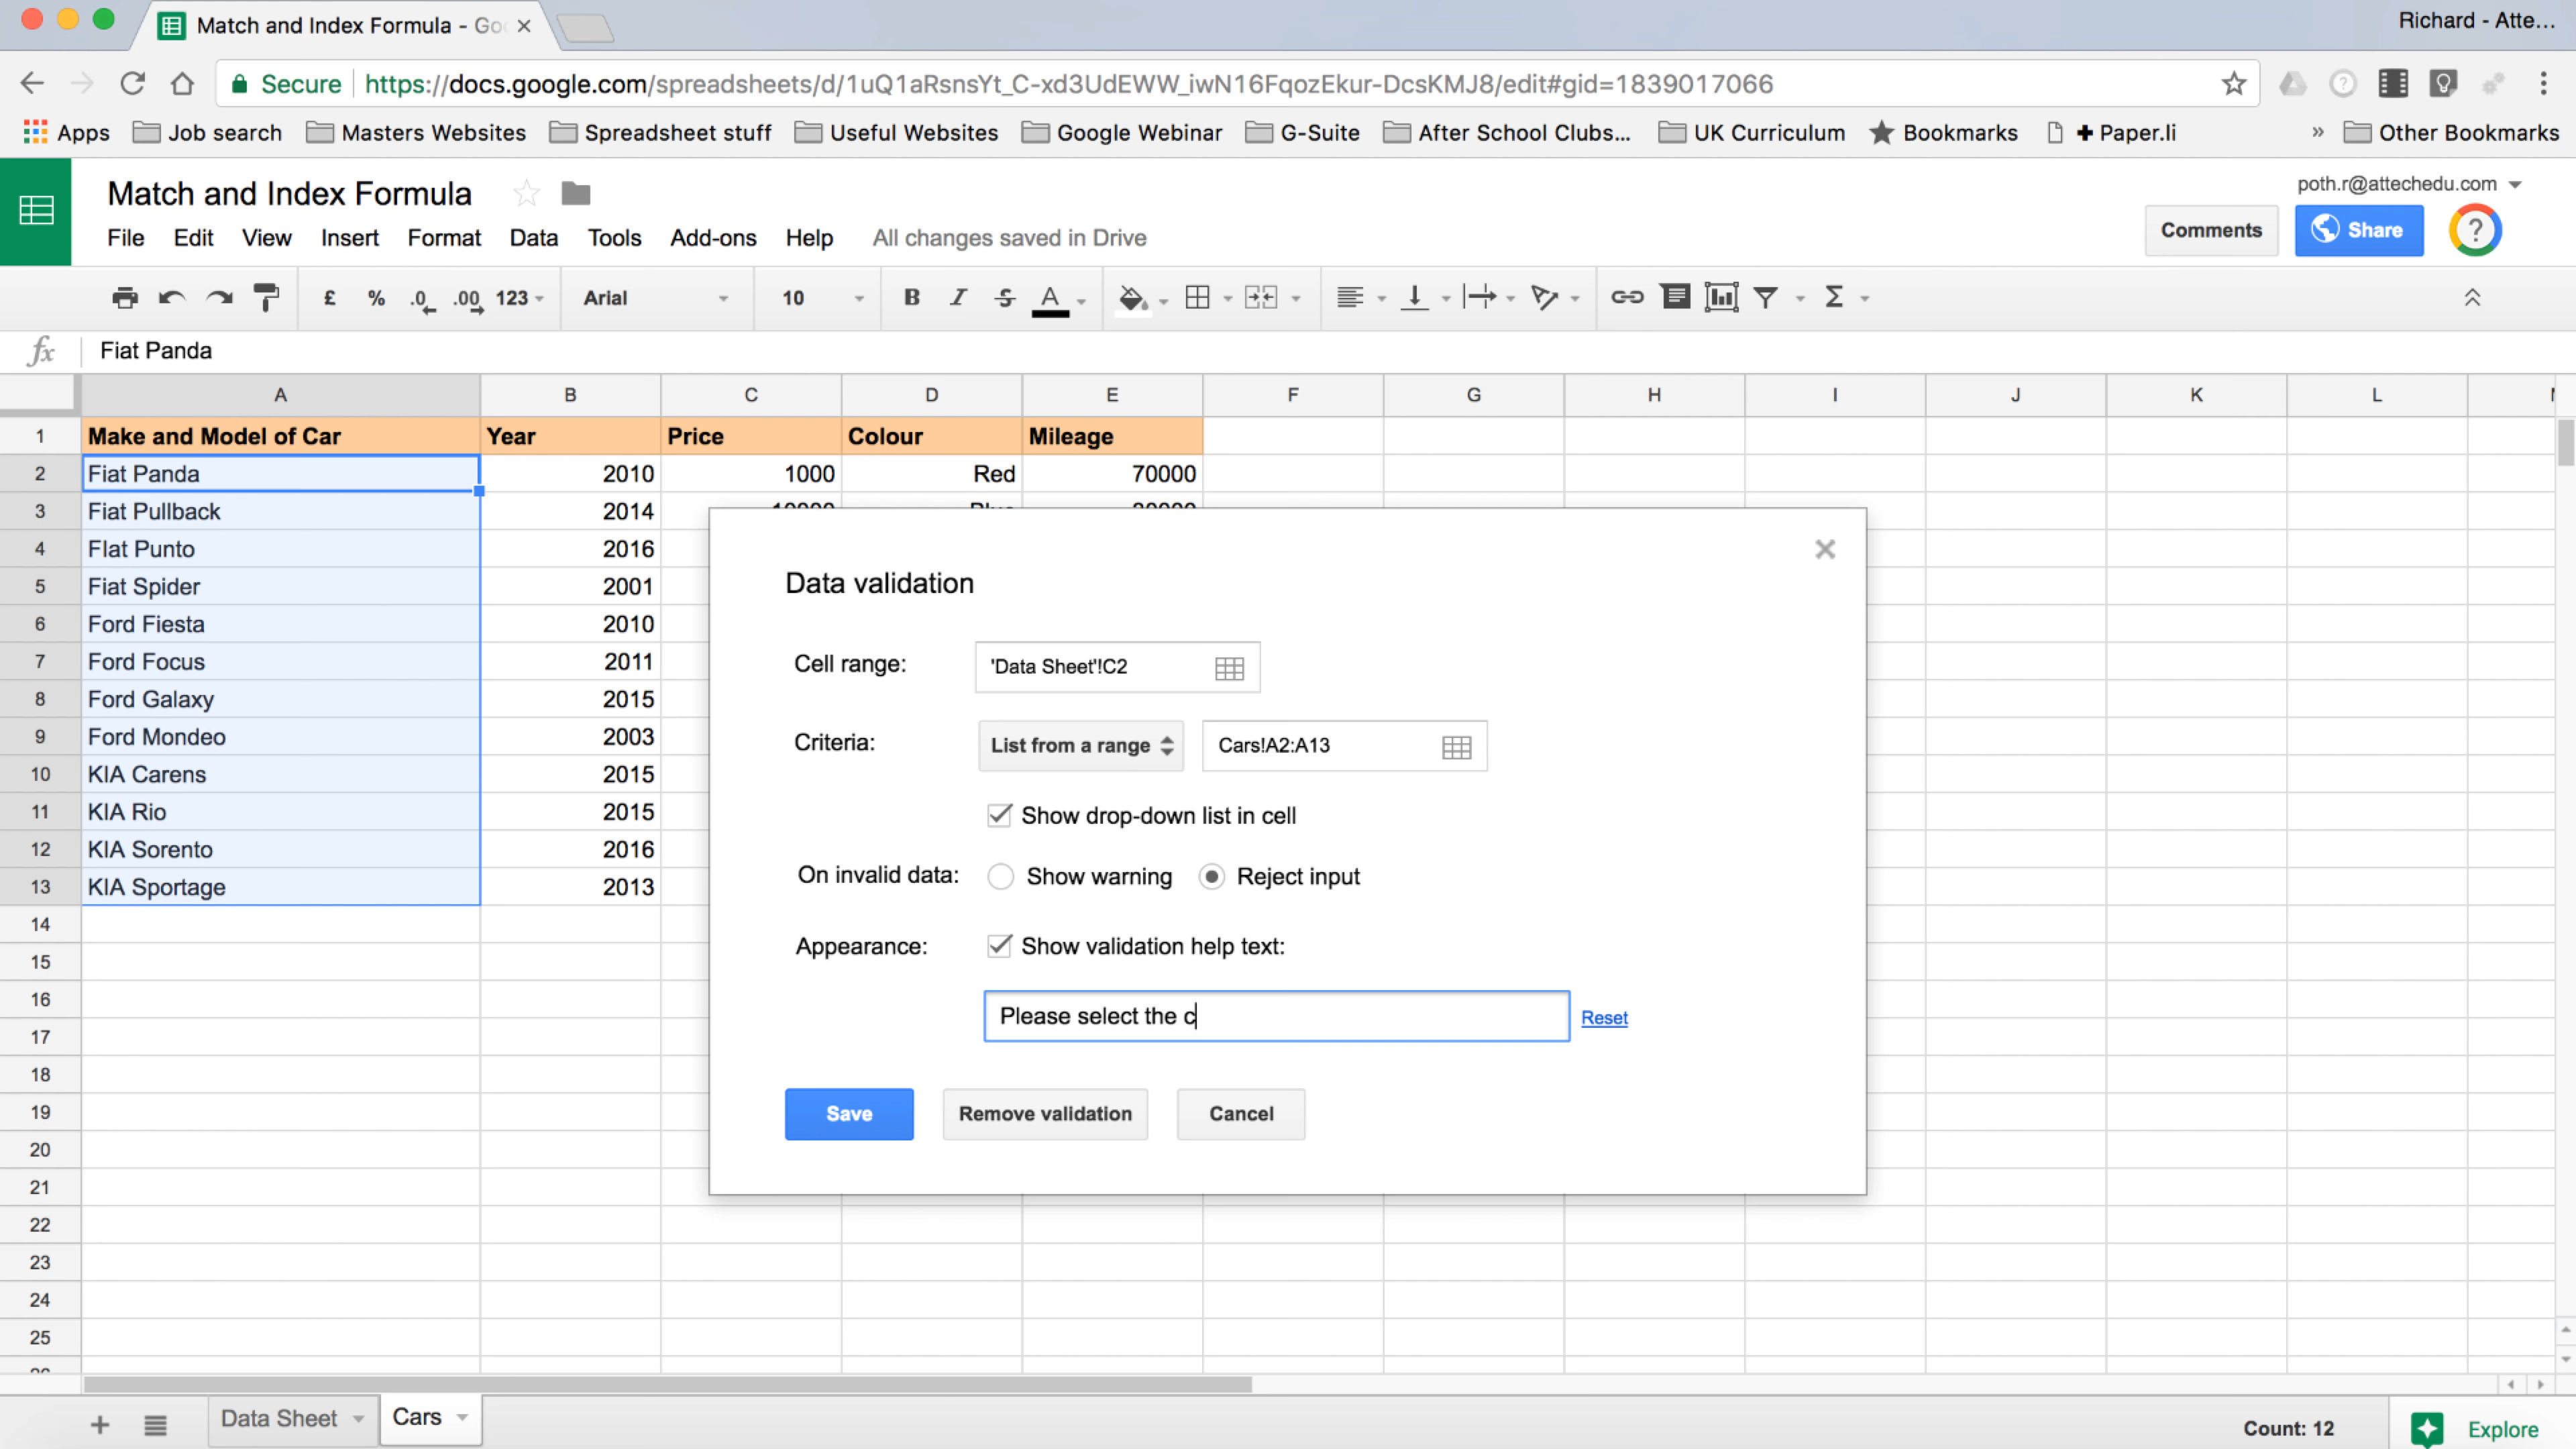 Match and Index Formula - Goo
Richard - Atte...
Secure https://docs.google.com/spreadsheets/d/1uQ1aRsnsYt_C-xd3UdEWW_iwN16FqozEkur-DcsKMJ8/edit#gid=1839017066
Apps Job search Masters Websites Spreadsheet stuff Useful Websites Google Webinar G-Suite After School Clubs... UK Curriculum Bookmarks Paper.li » Other Bookmarks
Match and Index Formula
poth.r@attechedu.com
File Edit View Insert Format Data Tools Add-ons Help All changes saved in Drive
Comments Share
£ % .0 .00 123 Arial 10 B I S A Σ
fx Fiat Panda
A B C D E F G H I J K L
1 Make and Model of Car Year Price Colour Mileage
2 Fiat Panda 2010 1000 Red 70000
3 Fiat Pullback 2014
4 FIat Punto 2016
5 Fiat Spider 2001
6 Ford Fiesta 2010
7 Ford Focus 2011
8 Ford Galaxy 2015
9 Ford Mondeo 2003
10 KIA Carens 2015
11 KIA Rio 2015
12 KIA Sorento 2016
13 KIA Sportage 2013
14
15
16
17
18
19
20
21
22
23
24
25
Data validation
Cell range: 'Data Sheet'!C2
Criteria: List from a range Cars!A2:A13
Show drop-down list in cell
On invalid data: Show warning Reject input
Appearance: Show validation help text:
Please select the c Reset
Save Remove validation Cancel
Data Sheet Cars Count: 12 Explore